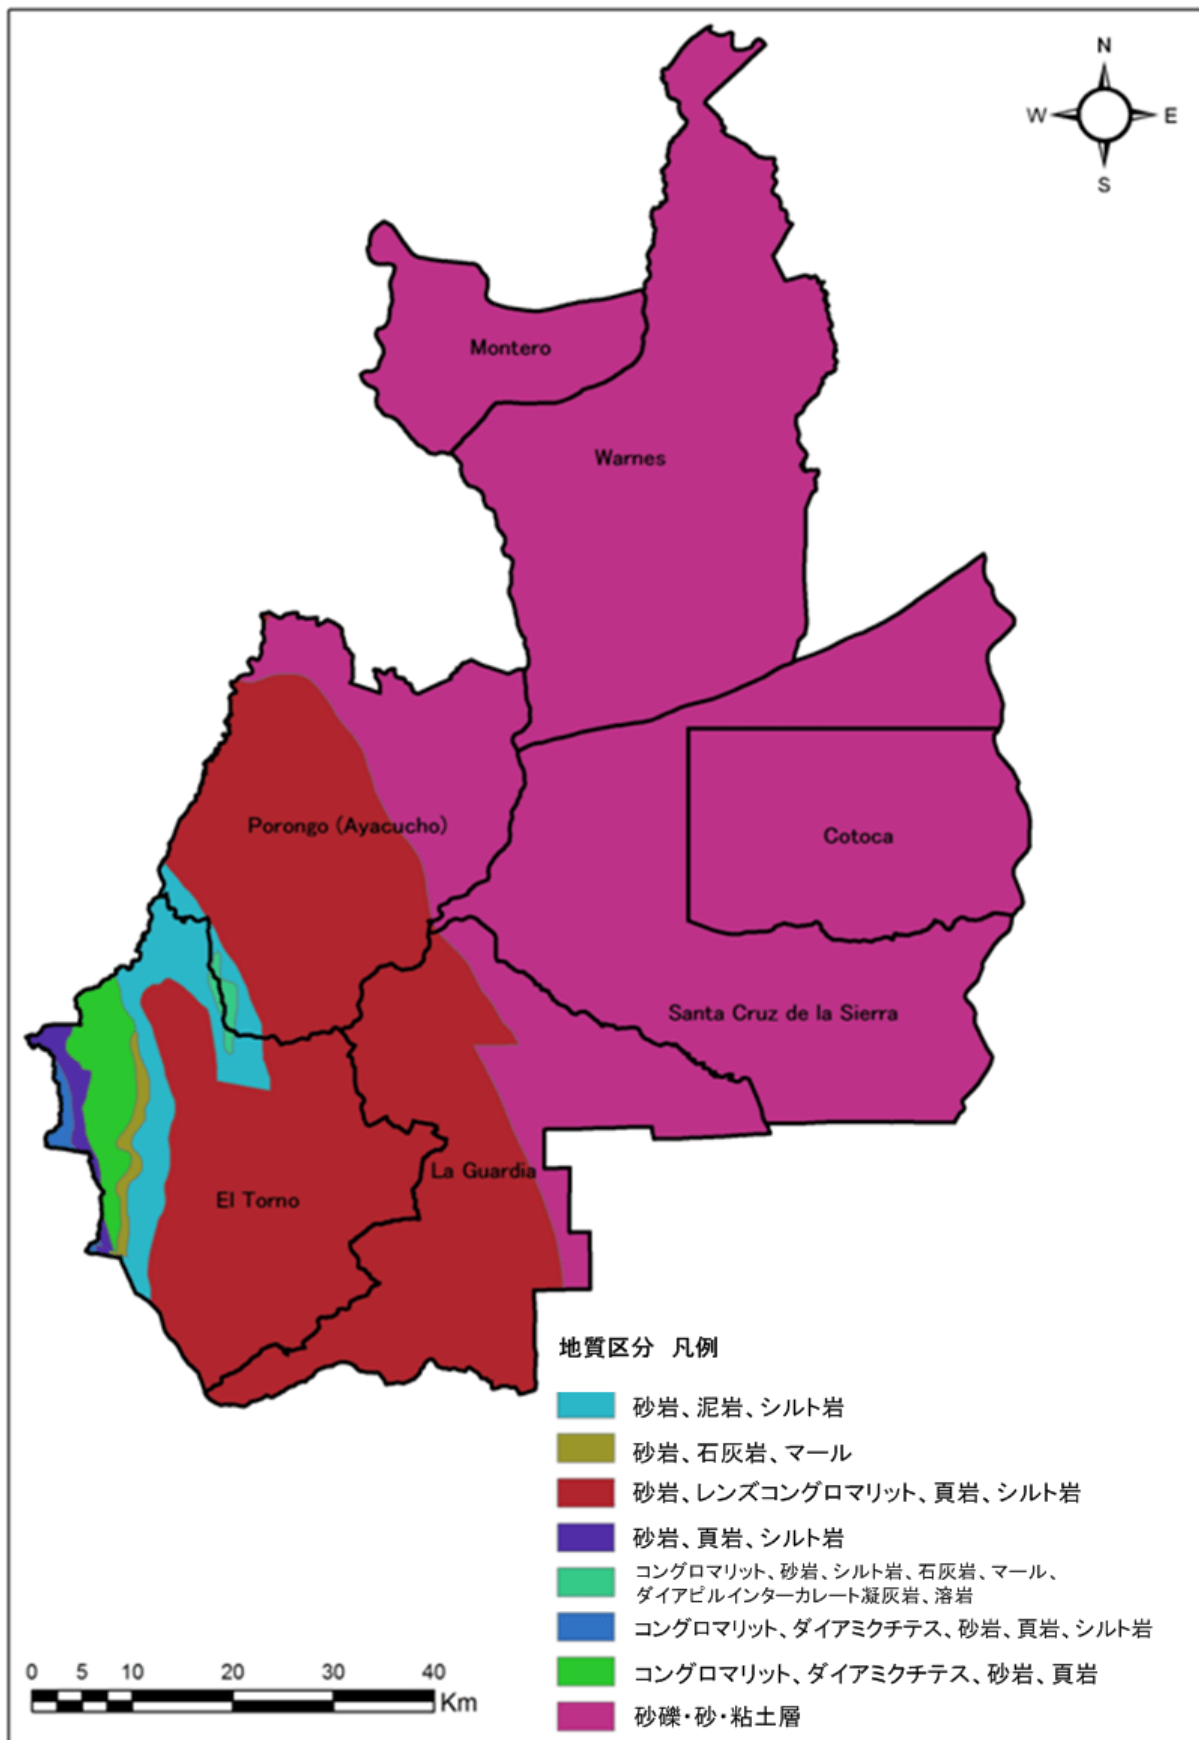 N
W E
S
Montero
Warnes
Porongo (Ayacucho)
Cotoca
Santa Cruz de la Sierra
La Guardia
El Torno
地質区分 凡例
砂岩、泥岩、シルト岩
砂岩、石灰岩、マール
砂岩、レンズコングロマリット、頁岩、シルト岩
砂岩、頁岩、シルト岩
コングロマリット、砂岩、シルト岩、石灰岩、マール、
ダイアピルインターカレート凝灰岩、溶岩
コングロマリット、ダイアミクチテス、砂岩、頁岩、シルト岩
コングロマリット、ダイアミクチテス、砂岩、頁岩
砂礫・砂・粘土層
0 5 10 20 30 40
Km